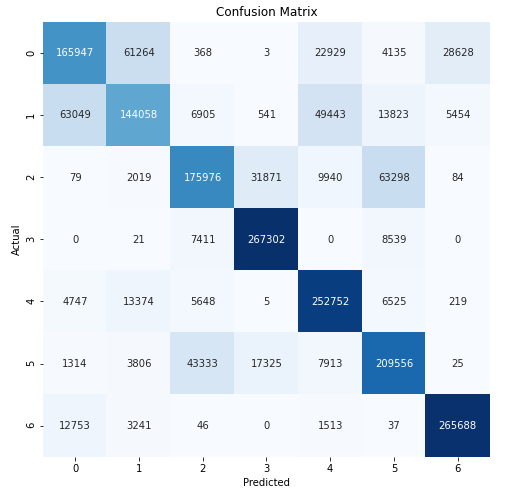 Confusion Matrix
0 165947 61264 368 3 22929 4135 28628
1 63049 144058 6905 541 49443 13823 5454
2 79 2019 175976 31871 9940 63298 84
Actual
3 0 21 7411 267302 0 8539 0
4 4747 13374 5648 5 252752 6525 219
5 1314 3806 43333 17325 7913 209556 25
6 12753 3241 46 0 1513 37 265688
0 1 2 3 4 5 6
Predicted